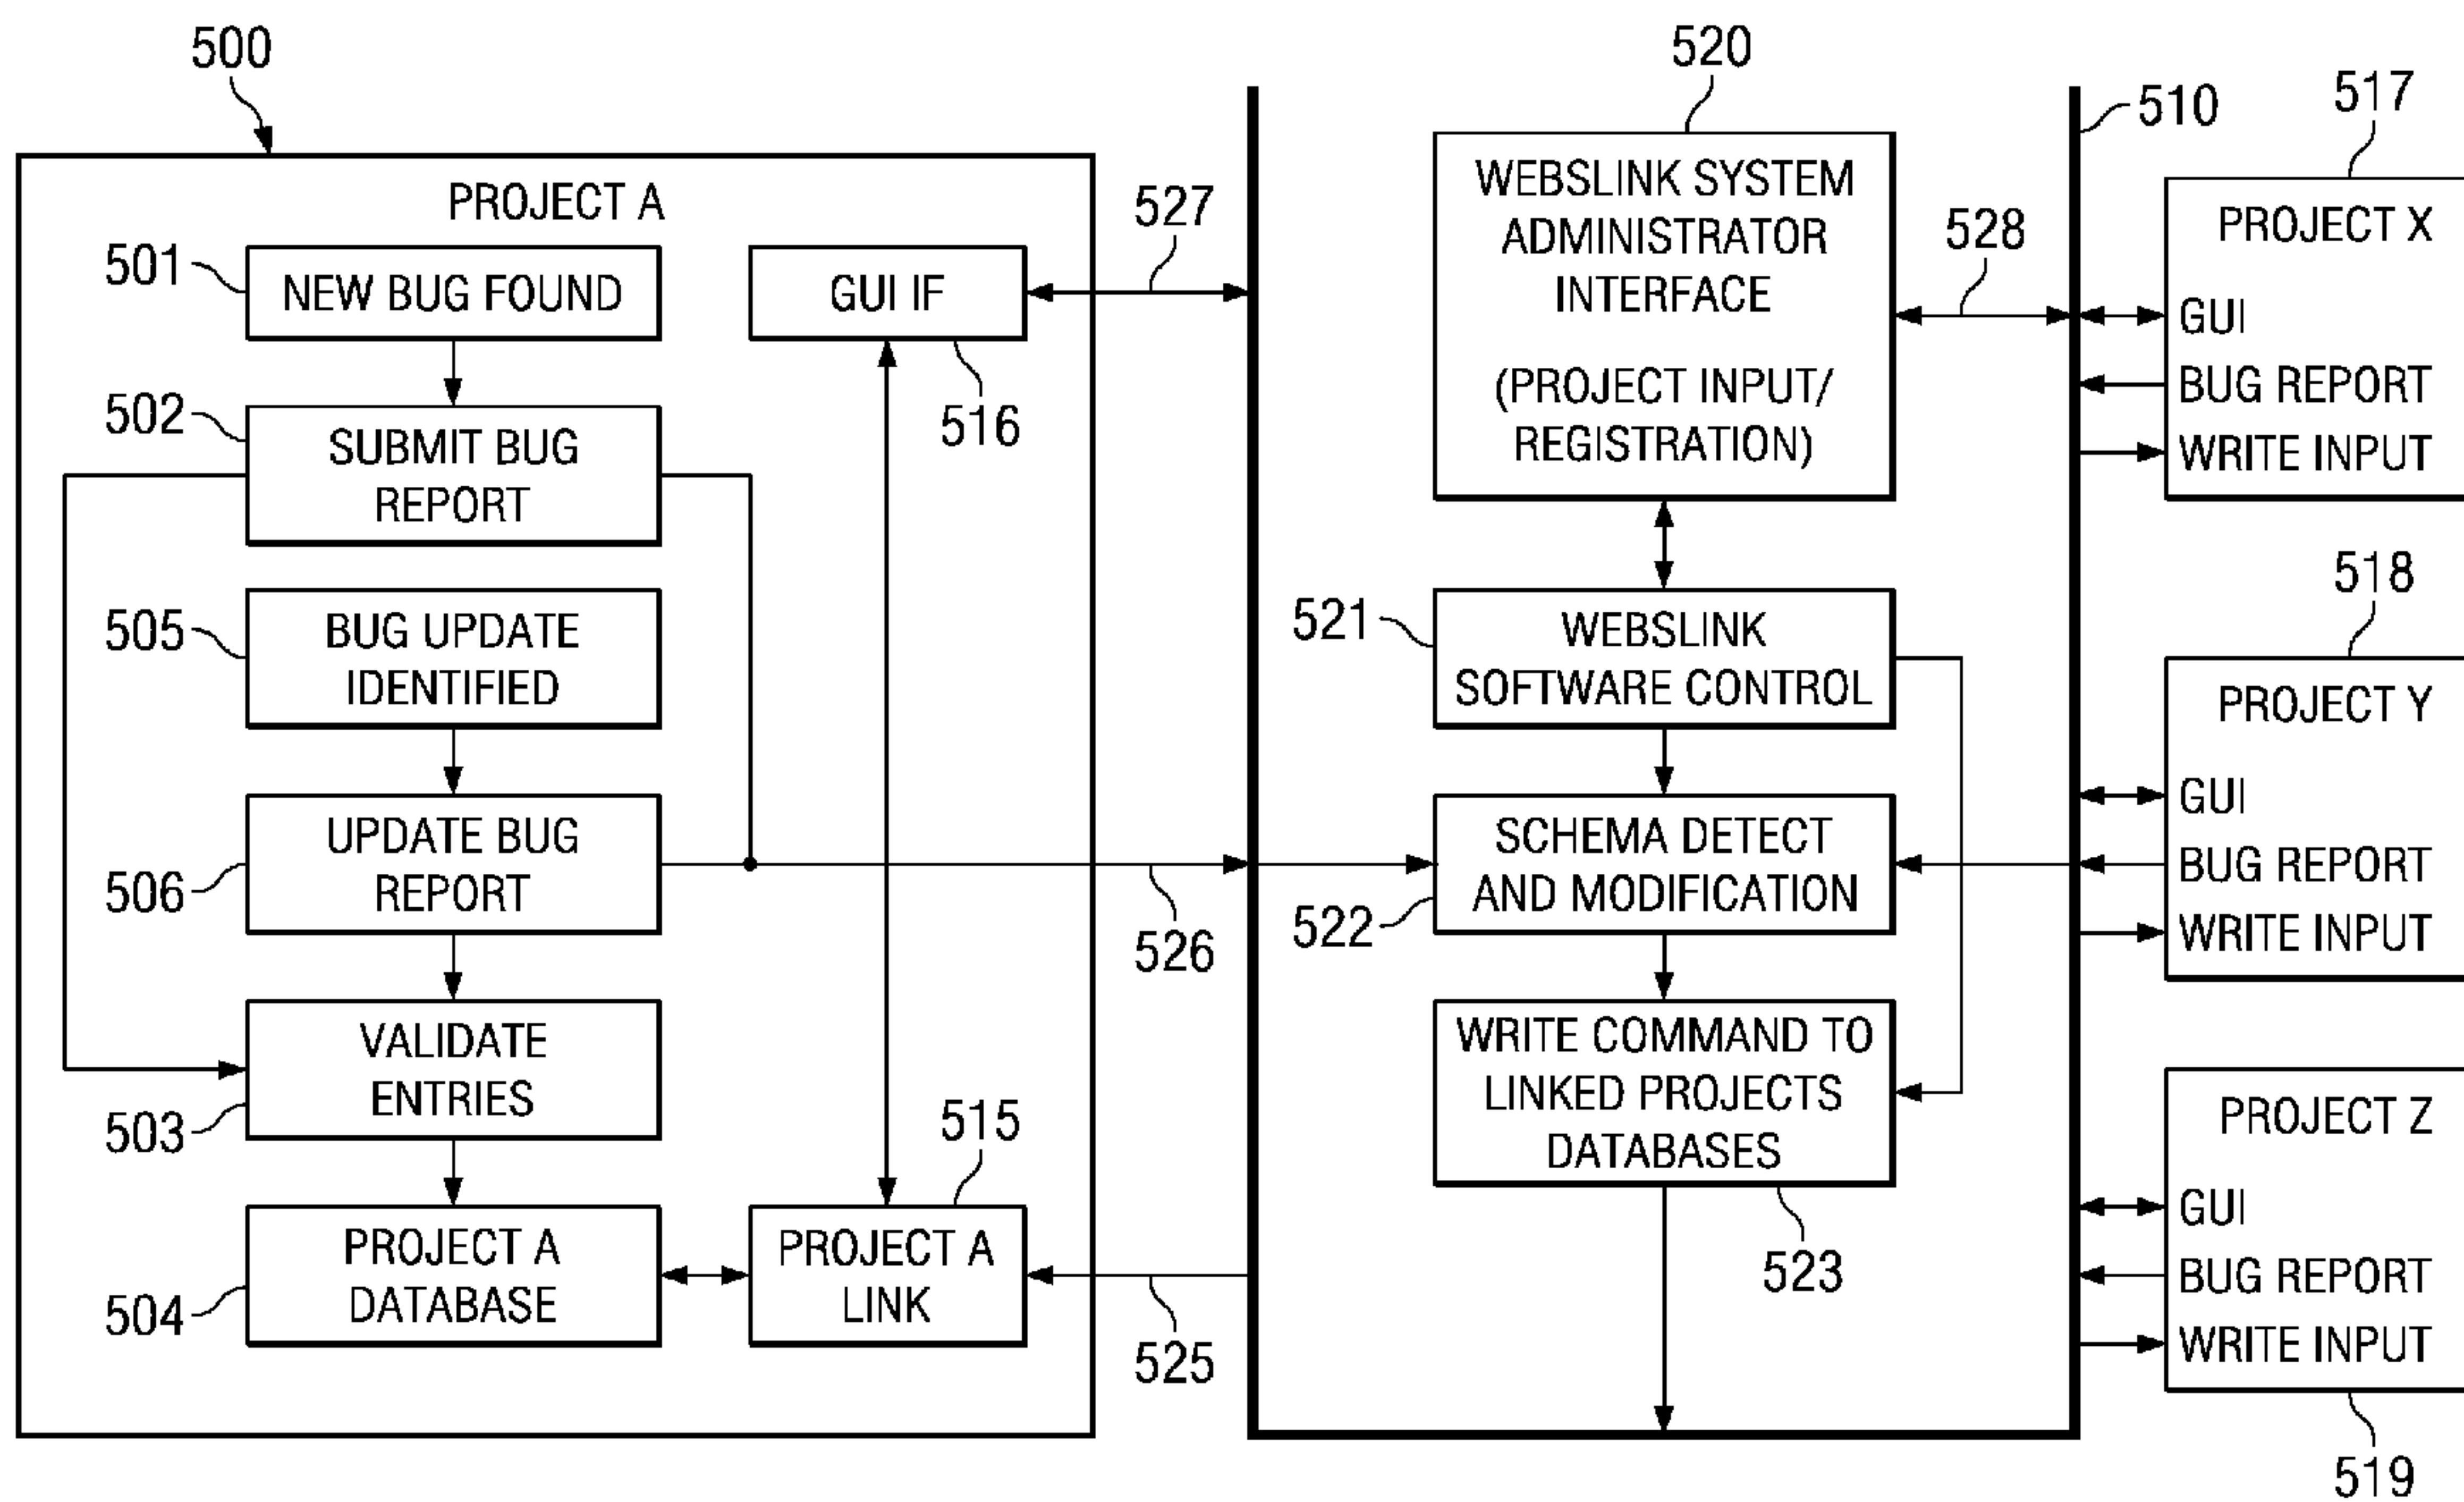 500
PROJECT A
501
NEW BUG FOUND
502
SUBMIT BUG
REPORT
505
BUG UPDATE
IDENTIFIED
506
UPDATE BUG
REPORT
503
VALIDATE
ENTRIES
504
PROJECT A
DATABASE
GUI IF
516
515
PROJECT A
LINK
527
526
525
520
WEBSLINK SYSTEM
ADMINISTRATOR
INTERFACE
(PROJECT INPUT/
REGISTRATION)
528
521
WEBSLINK
SOFTWARE CONTROL
522
SCHEMA DETECT
AND MODIFICATION
WRITE COMMAND TO
LINKED PROJECTS
DATABASES
523
510
517
PROJECT X
GUI
BUG REPORT
WRITE INPUT
518
PROJECT Y
GUI
BUG REPORT
WRITE INPUT
PROJECT Z
GUI
BUG REPORT
WRITE INPUT
519